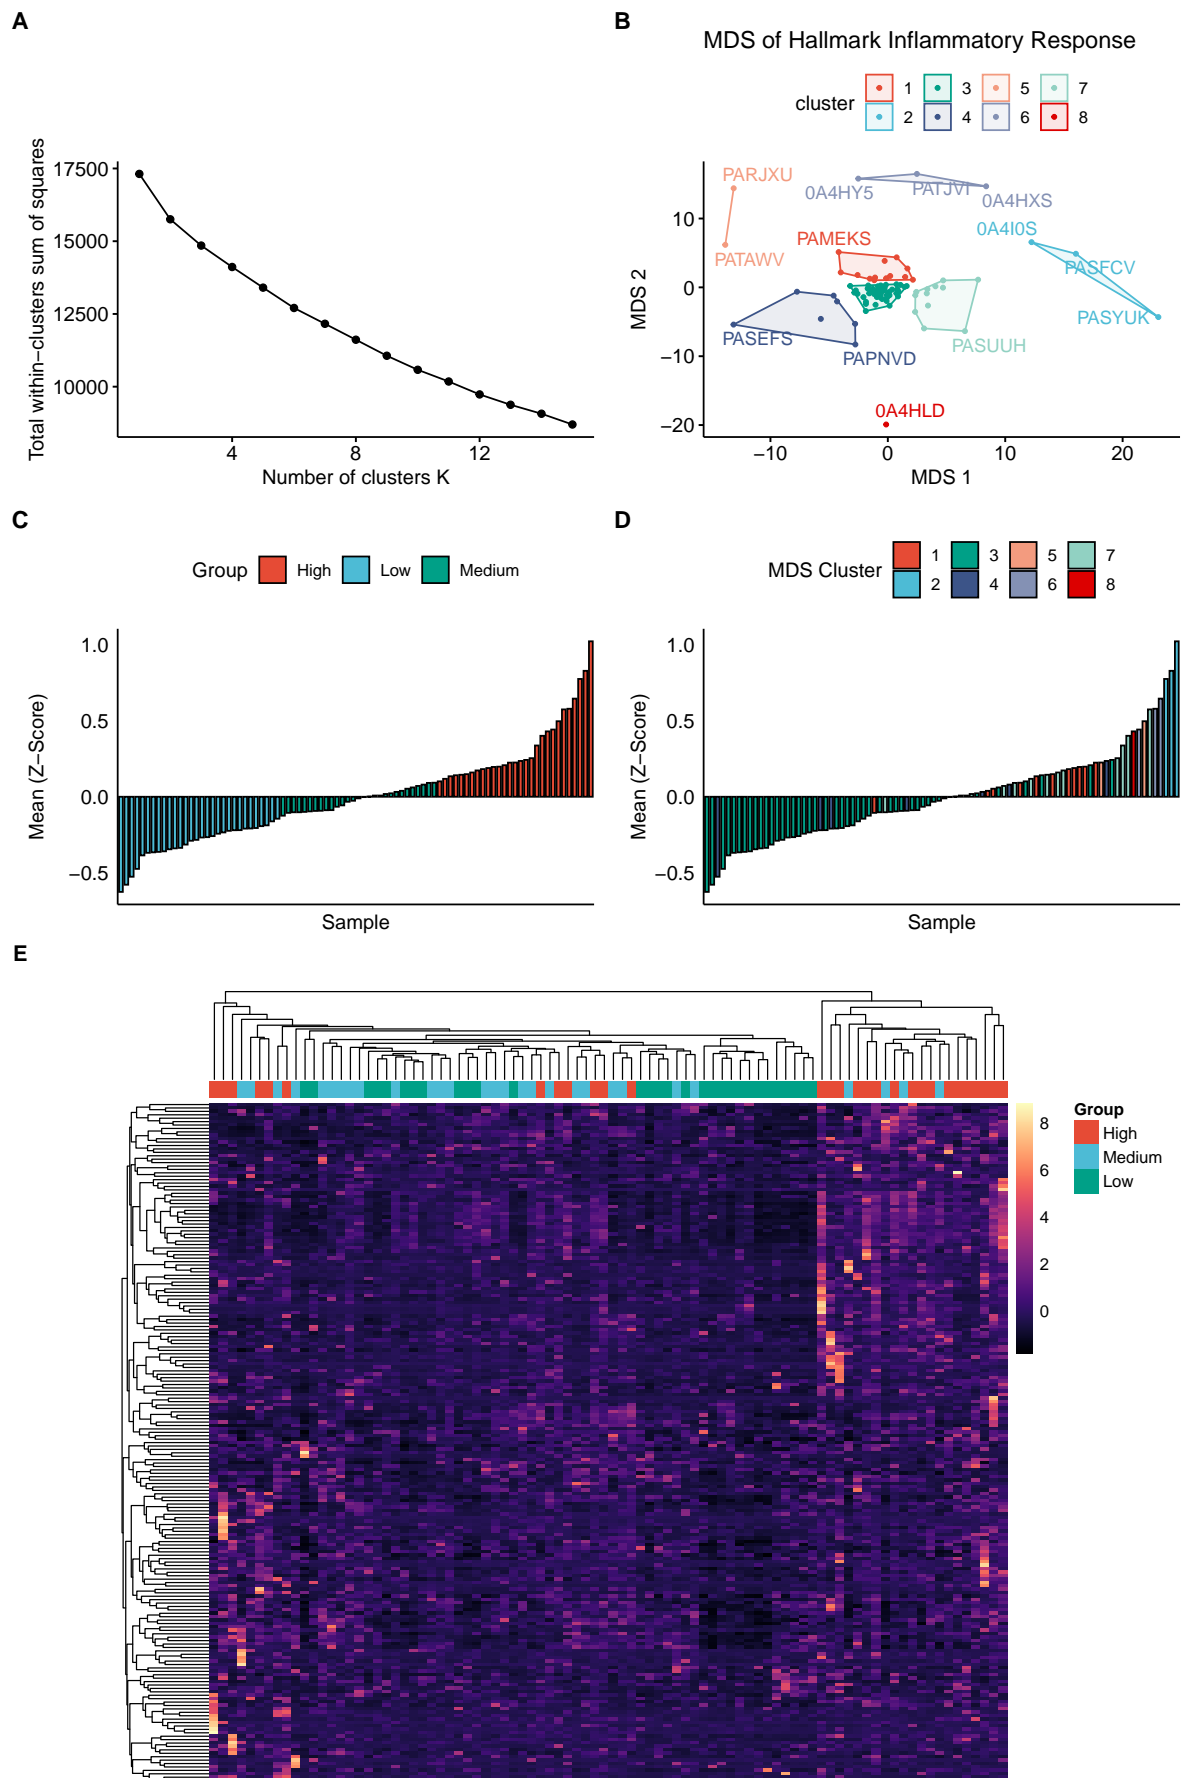 A
Total within−clusters sum of squares
17500
15000
12500
10000
4
8
12
Number of clusters K
B
MDS of Hallmark Inflammatory Response
cluster
1
3
5
7
2
4
6
8
MDS 2
10
0
−10
−20
PARJXU
PATAWV
0A4HY5
PATJVI
0A4HXS
0A4I0S
PASFCV
PASYUK
PAMEKS
PASEFS
PAPNVD
PASUUH
0A4HLD
−10
0
10
20
MDS 1
C
Group
High
Low
Medium
Mean (Z−Score)
1.0
0.5
0.0
−0.5
Sample
D
MDS Cluster
1
3
5
7
2
4
6
8
Mean (Z−Score)
1.0
0.5
0.0
−0.5
Sample
E
8
6
4
2
0
Group
High
Medium
Low